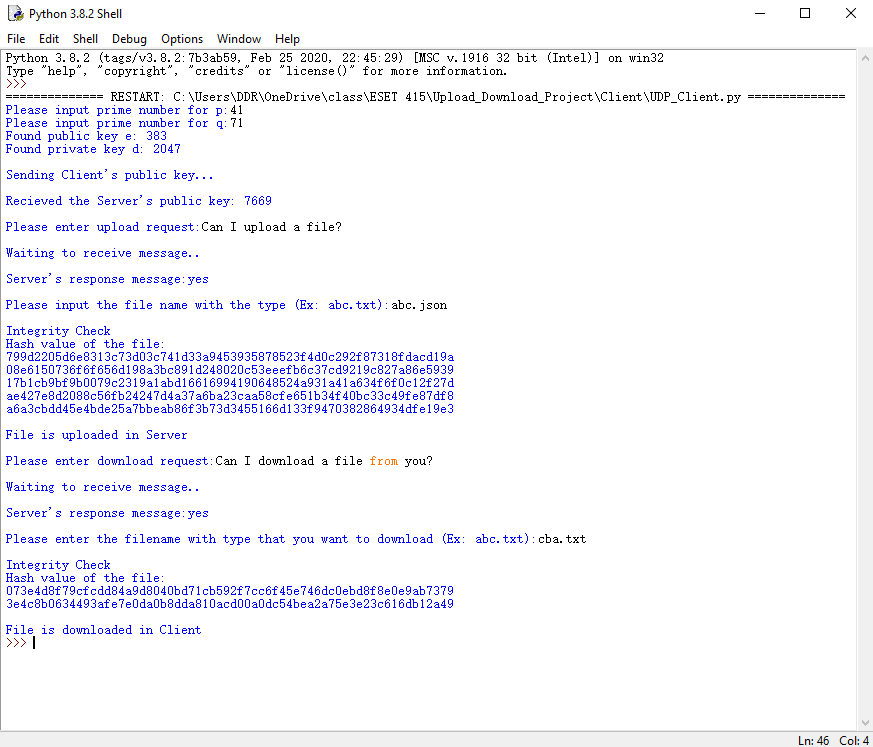 Python 3.8.2 Shell
File Edit Shell Debug Options Window Help
Python 3.8.2 (tags/v3.8.2:7b3ab59, Feb 25 2020, 22:45:29) [MSC v.1916 32 bit (Intel)] on win32
Type "help", "copyright", "credits" or "license()" for more information.
>>>
============== RESTART: C:\Users\DDR\OneDrive\class\ESET 415\Upload_Download_Project\Client\UDP_Client.py ==============
Please input prime number for p:41
Please input prime number for q:71
Found public key e: 383
Found private key d: 2047
Sending Client's public key...
Recieved the Server's public key: 7669
Please enter upload request:Can I upload a file?
Waiting to receive message..
Server's response message:yes
Please input the file name with the type (Ex: abc.txt):abc.json
Integrity Check
Hash value of the file:
799d2205d6e8313c73d03c741d33a9453935878523f4d0c292f87318fdacd19a
08e6150736f6f656d198a3bc891d248020c53eeefb6c37cd9219c827a86e5939
17b1cb9bf9b0079c2319a1abd16616994190648524a931a41a634f6f0c12f27d
ae427e8d2088c56fb24247d4a37a6ba23caa58cfe651b34f40bc33c49fe87df8
a6a3cbdd45e4bde25a7bbeab86f3b73d3455166d133f9470382864934dfe19e3
File is uploaded in Server
Please enter download request:Can I download a file from you?
Waiting to receive message..
Server's response message:yes
Please enter the filename with type that you want to download (Ex: abc.txt):cba.txt
Integrity Check
Hash value of the file:
073e4d8f79cfcdd84a9d8040bd71cb592f7cc6f45e746dc0ebd8f8e0e9ab7379
3e4c8b0634493afe7e0da0b8dda810acd00a0dc54bea2a75e3e23c616db12a49
File is downloaded in Client
>>>
Ln: 46 Col: 4